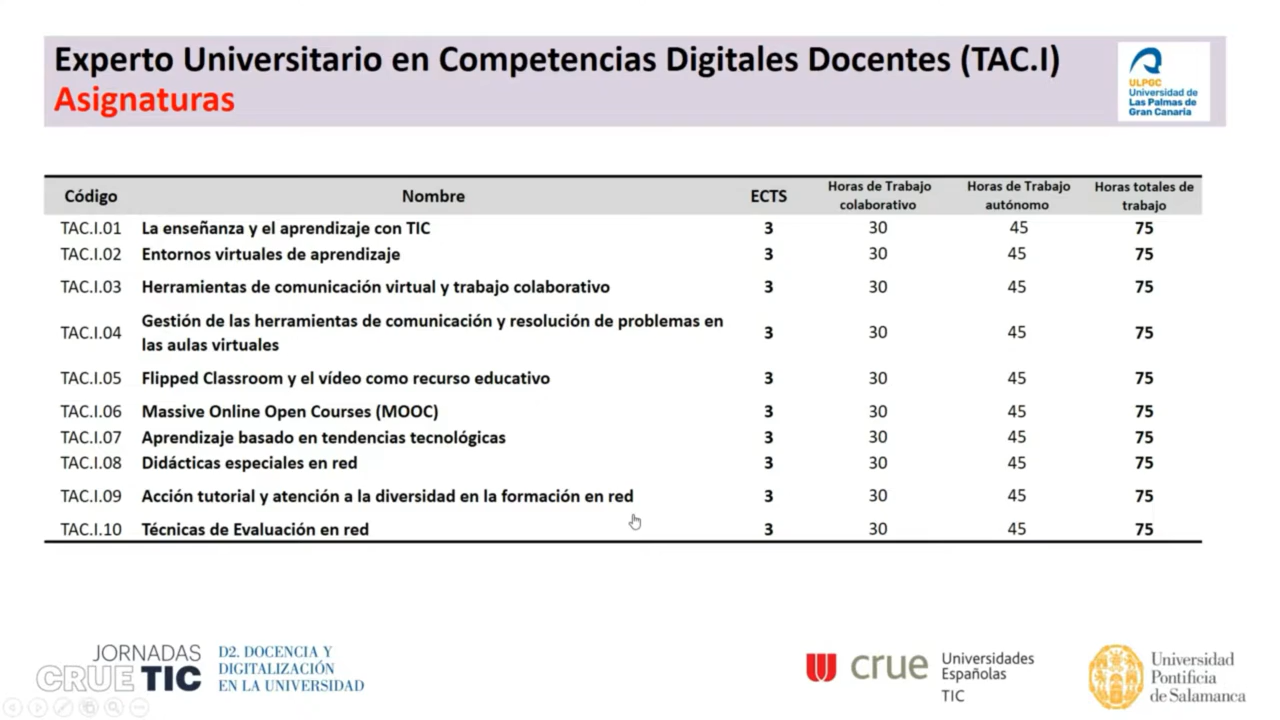 Experto Universitario en Competencias Digitales Docentes (TAC.I)
Asignaturas
ULPGC
Universidad de
Las Palmas de
Gran Canaria
Código Nombre ECTS Horas de Trabajo colaborativo Horas de Trabajo autónomo Horas totales de trabajo
TAC.I.01 La enseñanza y el aprendizaje con TIC 3 30 45 75
TAC.I.02 Entornos virtuales de aprendizaje 3 30 45 75
TAC.I.03 Herramientas de comunicación virtual y trabajo colaborativo 3 30 45 75
TAC.I.04 Gestión de las herramientas de comunicación y resolución de problemas en
las aulas virtuales 3 30 45 75
TAC.I.05 Flipped Classroom y el vídeo como recurso educativo 3 30 45 75
TAC.I.06 Massive Online Open Courses (MOOC) 3 30 45 75
TAC.I.07 Aprendizaje basado en tendencias tecnológicas 3 30 45 75
TAC.I.08 Didácticas especiales en red 3 30 45 75
TAC.I.09 Acción tutorial y atención a la diversidad en la formación en red 3 30 45 75
TAC.I.10 Técnicas de Evaluación en red 3 30 45 75
JORNADAS
CRUE TIC
D2. DOCENCIA Y
DIGITALIZACIÓN
EN LA UNIVERSIDAD
crue
Universidades
Españolas
TIC
Universidad
Pontificia
de Salamanca